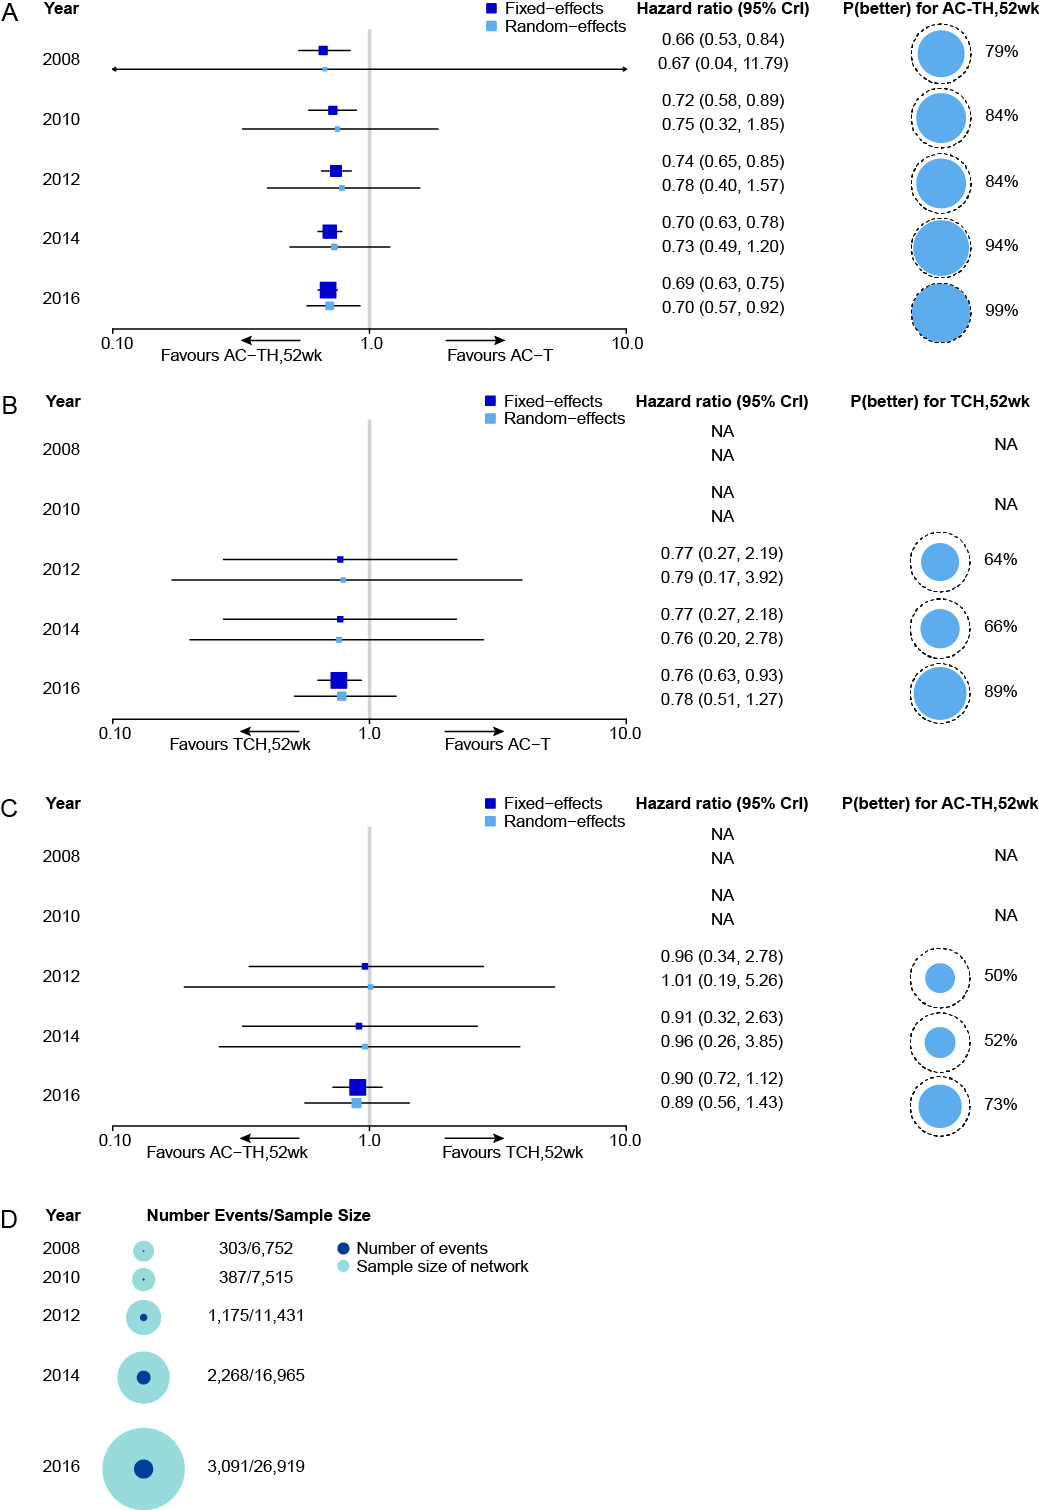 A
Year
Fixed−effects
Random−effects
Hazard ratio (95% CrI)
P(better) for AC-TH,52wk
2008
0.66 (0.53, 0.84)
0.67 (0.04, 11.79)
79%
2010
0.72 (0.58, 0.89)
0.75 (0.32, 1.85)
84%
2012
0.74 (0.65, 0.85)
0.78 (0.40, 1.57)
84%
2014
0.70 (0.63, 0.78)
0.73 (0.49, 1.20)
94%
2016
0.69 (0.63, 0.75)
0.70 (0.57, 0.92)
99%
0.10 1.0 10.0
Favours AC−TH,52wk Favours AC−T
B
Year
Fixed−effects
Random−effects
Hazard ratio (95% CrI)
P(better) for TCH,52wk
2008
NA
NA
NA
2010
NA
NA
NA
2012
0.77 (0.27, 2.19)
0.79 (0.17, 3.92)
64%
2014
0.77 (0.27, 2.18)
0.76 (0.20, 2.78)
66%
2016
0.76 (0.63, 0.93)
0.78 (0.51, 1.27)
89%
0.10 1.0 10.0
Favours TCH,52wk Favours AC−T
C
Year
Fixed−effects
Random−effects
Hazard ratio (95% CrI)
P(better) for AC-TH,52wk
2008
NA
NA
NA
2010
NA
NA
NA
2012
0.96 (0.34, 2.78)
1.01 (0.19, 5.26)
50%
2014
0.91 (0.32, 2.63)
0.96 (0.26, 3.85)
52%
2016
0.90 (0.72, 1.12)
0.89 (0.56, 1.43)
73%
0.10 1.0 10.0
Favours AC−TH,52wk Favours TCH,52wk
D
Year Number Events/Sample Size
2008 303/6,752
Number of events
2010 387/7,515
Sample size of network
2012 1,175/11,431
2014 2,268/16,965
2016 3,091/26,919